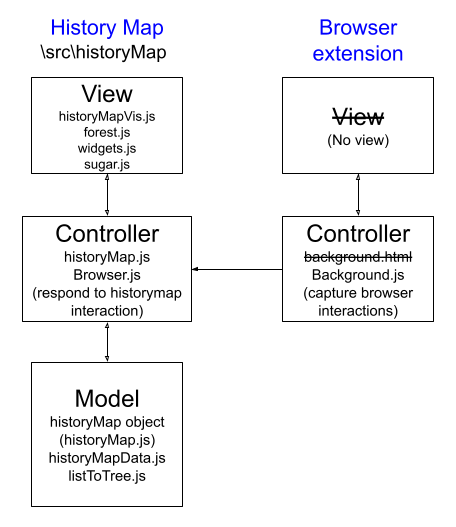 History Map
\src\historyMap
View
historyMapVis.js
forest.js
widgets.js
sugar.js
Controller
historyMap.js
Browser.js
(respond to historymap
interaction)
Model
historyMap object
(historyMap.js)
historyMapData.js
listToTree.js
Browser
extension
View
(No view)
Controller
background.html
Background.js
(capture browser
interactions)